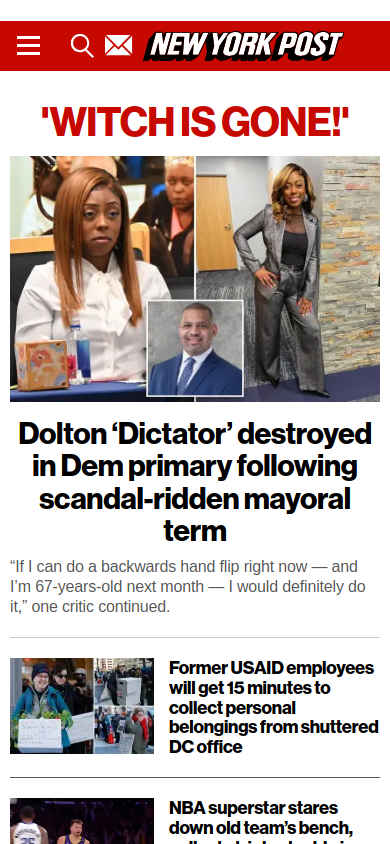 NEW YORK POST
'WITCH IS GONE!'
Dolton ‘Dictator’ destroyed
in Dem primary following
scandal-ridden mayoral
term
“If I can do a backwards hand flip right now — and
I’m 67-years-old next month — I would definitely do
it,” one critic continued.
Former USAID employees
will get 15 minutes to
collect personal
belongings from shuttered
DC office
NBA superstar stares
down old team’s bench,